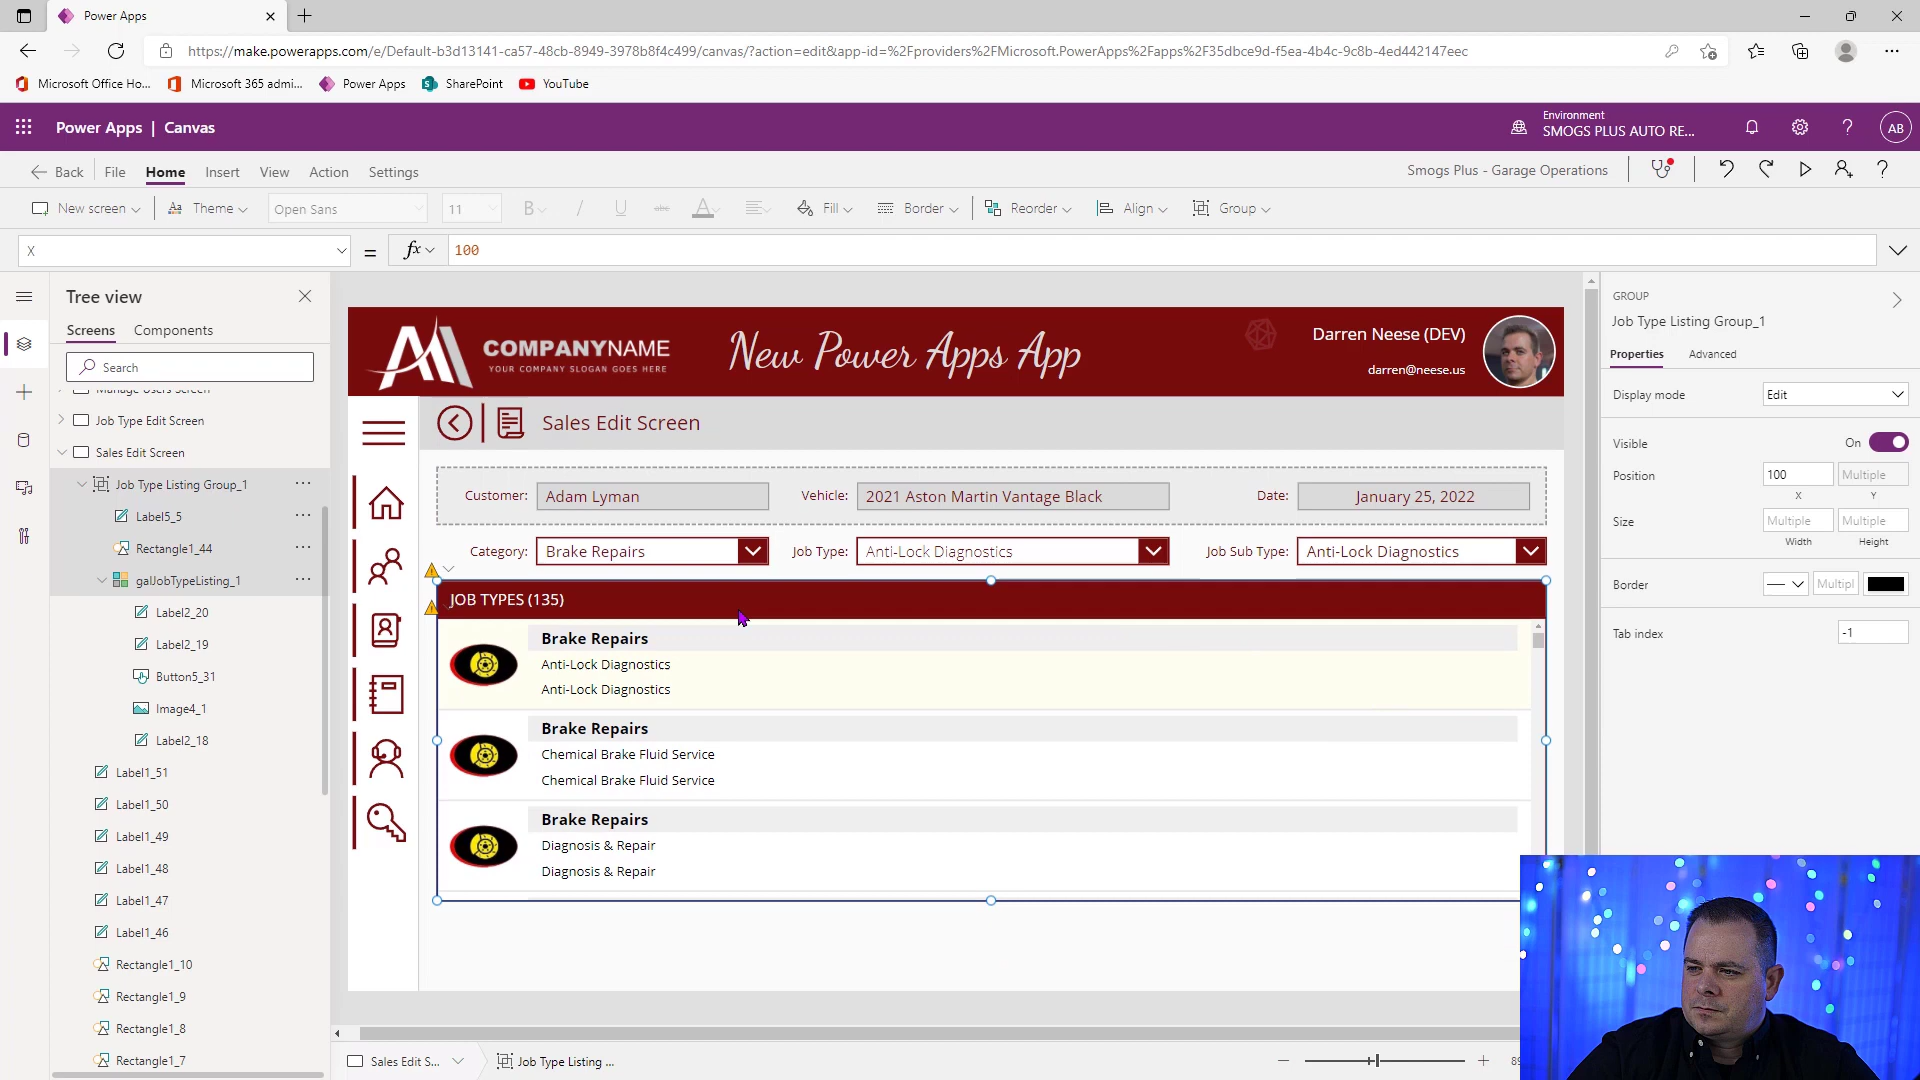 Power Apps
https://make.powerapps.com/e/Default-b3d13141-ca57-48cb-8949-3978b8f4c499/canvas/?action=edit&app-id=%2Fproviders%2FMicrosoft.PowerApps%2Fapps%2F35dbce9d-f5ea-4b4c-9c8b-4ed442147eec
Microsoft Office Ho... Microsoft 365 admi... Power Apps SharePoint YouTube
Power Apps | Canvas
Environment
SMOGS PLUS AUTO RE...
AB
Back File Home Insert View Action Settings
Smogs Plus - Garage Operations
New screen Theme Open Sans 11 B / U abc A Fill Border Reorder Align Group
X = fx 100
Tree view
Screens Components
Search
Manage Users Screen
Job Type Edit Screen
Sales Edit Screen
Job Type Listing Group_1
Label5_5
Rectangle1_44
galJobTypeListing_1
Label2_20
Label2_19
Button5_31
Image4_1
Label2_18
Label1_51
Label1_50
Label1_49
Label1_48
Label1_47
Label1_46
Rectangle1_10
Rectangle1_9
Rectangle1_8
Rectangle1_7
COMPANYNAME
YOUR COMPANY SLOGAN GOES HERE
New Power Apps App
Darren Neese (DEV)
darren@neese.us
Sales Edit Screen
Customer: Adam Lyman Vehicle: 2021 Aston Martin Vantage Black Date: January 25, 2022
Category: Brake Repairs Job Type: Anti-Lock Diagnostics Job Sub Type: Anti-Lock Diagnostics
JOB TYPES (135)
Brake Repairs
Anti-Lock Diagnostics
Anti-Lock Diagnostics
Brake Repairs
Chemical Brake Fluid Service
Chemical Brake Fluid Service
Brake Repairs
Diagnosis & Repair
Diagnosis & Repair
Sales Edit S... Job Type Listing ...
GROUP
Job Type Listing Group_1
Properties Advanced
Display mode Edit
Visible On
Position 100 Multiple
X Y
Size Multiple Multiple
Width Height
Border Multipl
Tab index -1